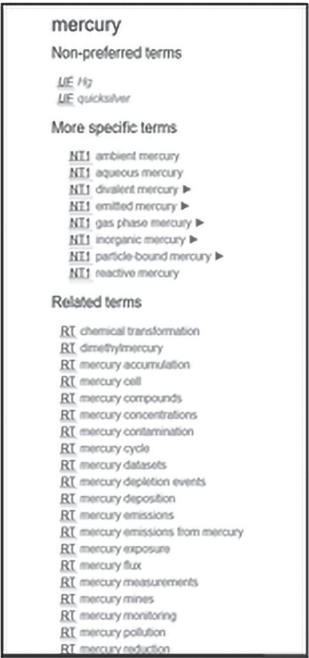 mercury
Non-preferred terms
UF Hg
UF quicksilver
More specific terms
NT1 ambient mercury
NT1 aqueous mercury
NT1 divalent mercury ▶
NT1 emitted mercury ▶
NT1 gas phase mercury ▶
NT1 inorganic mercury ▶
NT1 particle-bound mercury ▶
NT1 reactive mercury
Related terms
RT chemical transformation
RT dimethylmercury
RT mercury accumulation
RT mercury cell
RT mercury compounds
RT mercury concentrations
RT mercury contamination
RT mercury cycle
RT mercury datasets
RT mercury depletion events
RT mercury deposition
RT mercury emissions
RT mercury emissions from mercury
RT mercury exposure
RT mercury flux
RT mercury measurements
RT mercury mines
RT mercury monitoring
RT mercury pollution
RT mercury reduction